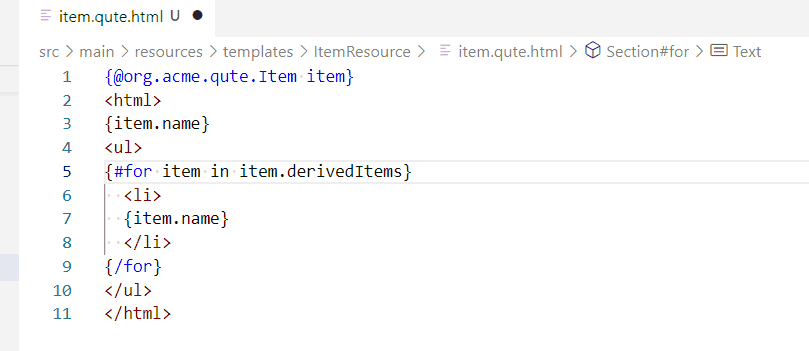 item.qute.html U ●
src > main > resources > templates > ItemResource > item.qute.html > Section#for > Text
1 {@org.acme.qute.Item item}
2 <html>
3 {item.name}
4 <ul>
5 {#for item in item.derivedItems}
6   <li>
7   {item.name}
8   </li>
9 {/for}
10 </ul>
11 </html>